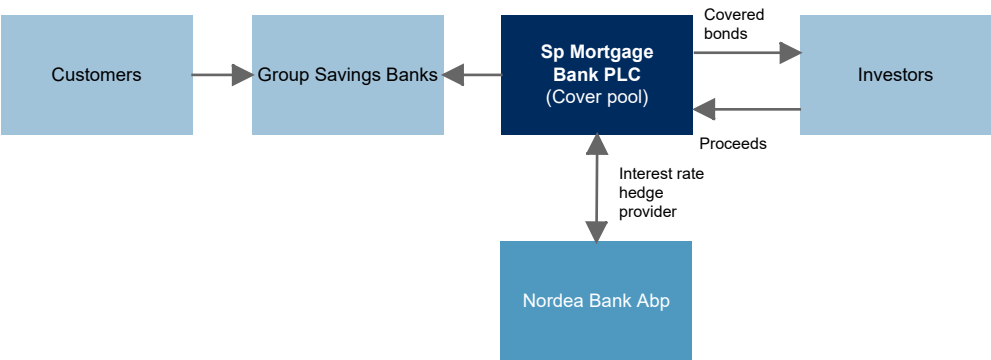 Customers
Group Savings Banks
Sp Mortgage
Bank PLC
(Cover pool)
Covered
bonds
Investors
Proceeds
Interest rate
hedge
provider
Nordea Bank Abp